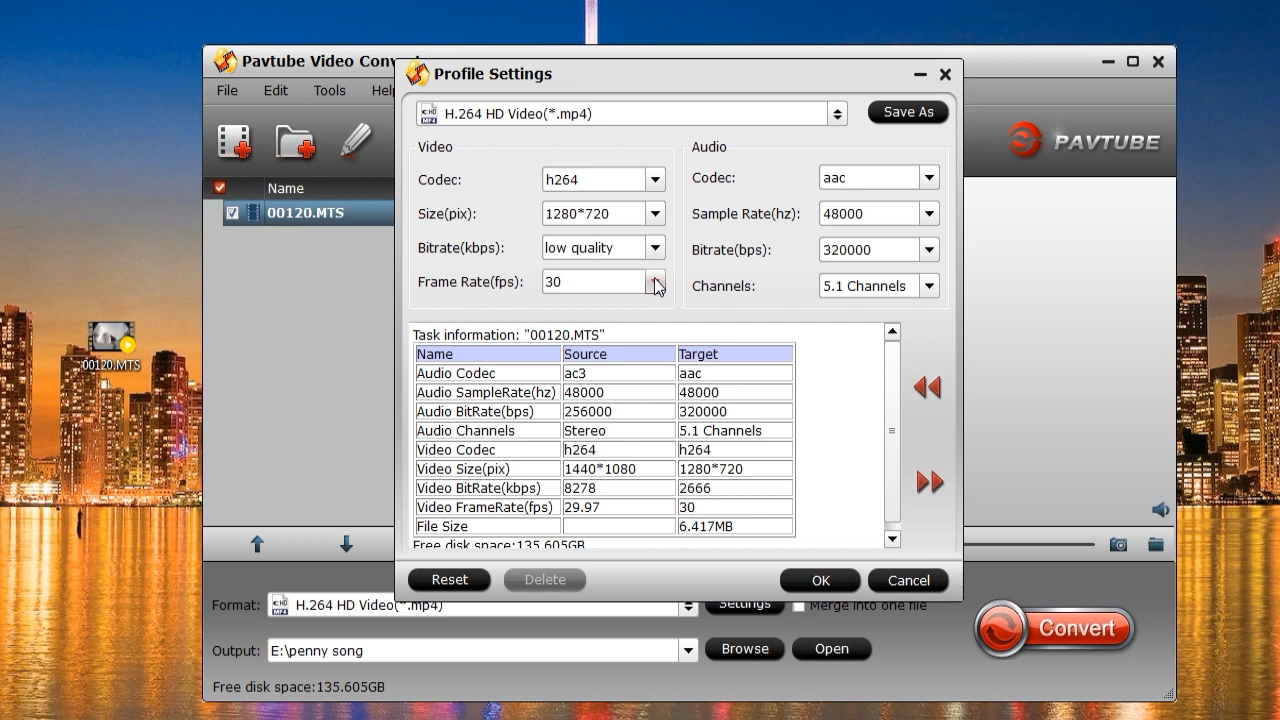 Pavtube Video Conv
Profile Settings
File Edit Tools Hel
H.264 HD Video(*.mp4)
Save As
PAVTUBE
Video
Codec: h264
Size(pix): 1280*720
Bitrate(kbps): low quality
Frame Rate(fps): 30
Audio
Codec: aac
Sample Rate(hz): 48000
Bitrate(bps): 320000
Channels: 5.1 Channels
Name
00120.MTS
00120.MTS
Task information: "00120.MTS"
Name Source Target
Audio Codec ac3 aac
Audio SampleRate(hz) 48000 48000
Audio BitRate(bps) 256000 320000
Audio Channels Stereo 5.1 Channels
Video Codec h264 h264
Video Size(pix) 1440*1080 1280*720
Video BitRate(kbps) 8278 2666
Video FrameRate(fps) 29.97 30
File Size 6.417MB
Free disk space:135.605GB
Reset Delete OK Cancel
Format: H.264 HD Video(*.mp4) Settings Merge into one file
Convert
Output: E:\penny song Browse Open
Free disk space:135.605GB